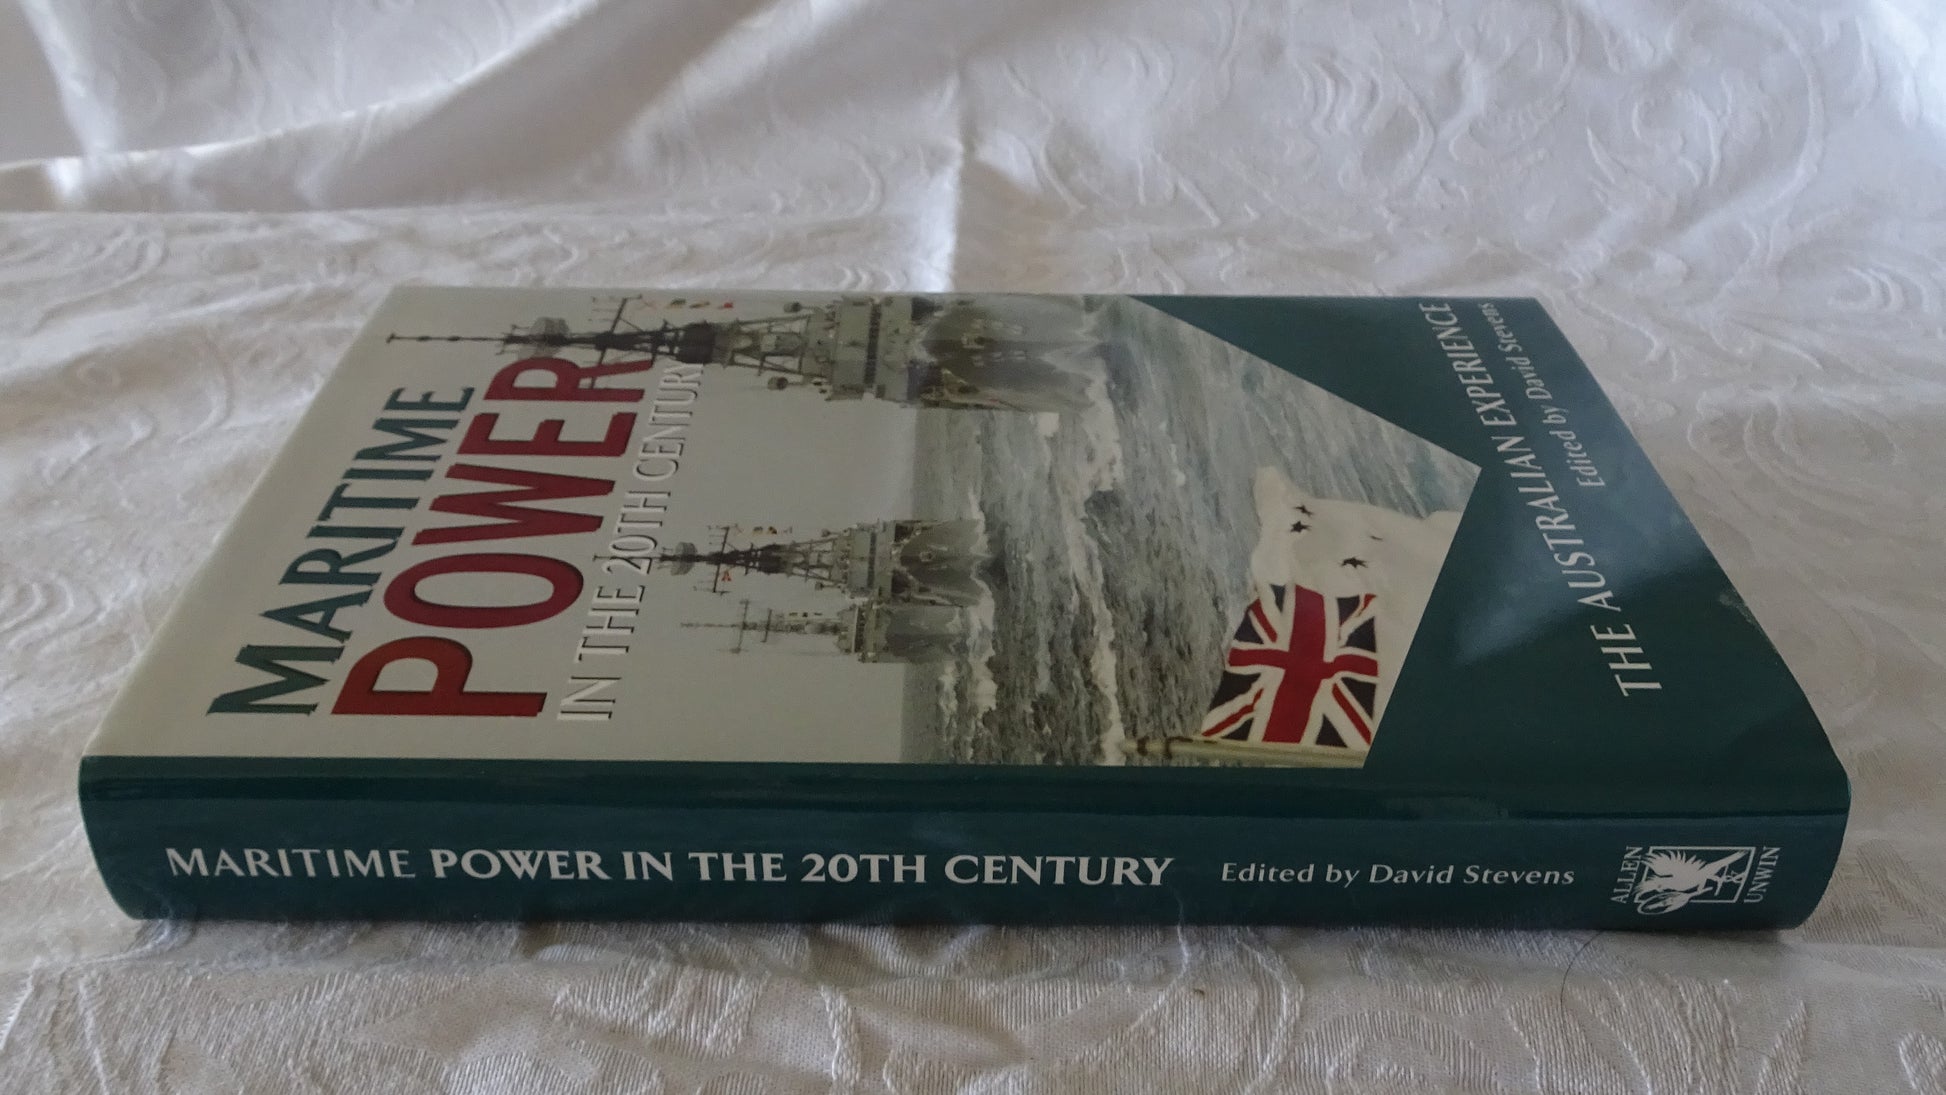 MARITIME
POWER
IN THE 20TH CENTURY
THE AUSTRALIAN EXPERIENCE
Edited by David Stevens
MARITIME POWER IN THE 20TH CENTURY Edited by David Stevens
ALLEN
&
UNWIN